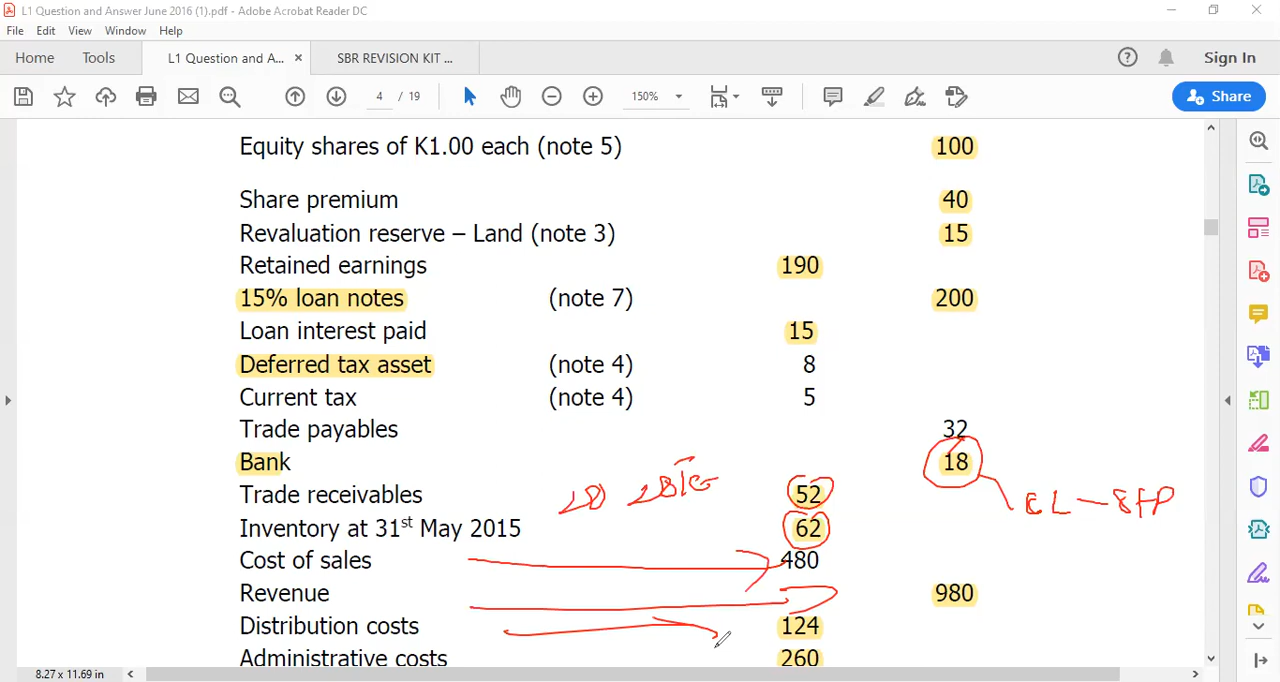 L1 Question and Answer June 2016 (1).pdf - Adobe Acrobat Reader DC
File Edit View Window Help
Home Tools L1 Question and A... × SBR REVISION KIT ... Sign In
4 / 19 150% Share
Equity shares of K1.00 each (note 5) 100
Share premium 40
Revaluation reserve – Land (note 3) 15
Retained earnings 190
15% loan notes (note 7) 200
Loan interest paid 15
Deferred tax asset (note 4) 8
Current tax (note 4) 5
Trade payables 32
Bank 18
Trade receivables 52
Inventory at 31st May 2015 62
Cost of sales 480
Revenue 980
Distribution costs 124
Administrative costs 260
8.27 x 11.69 in